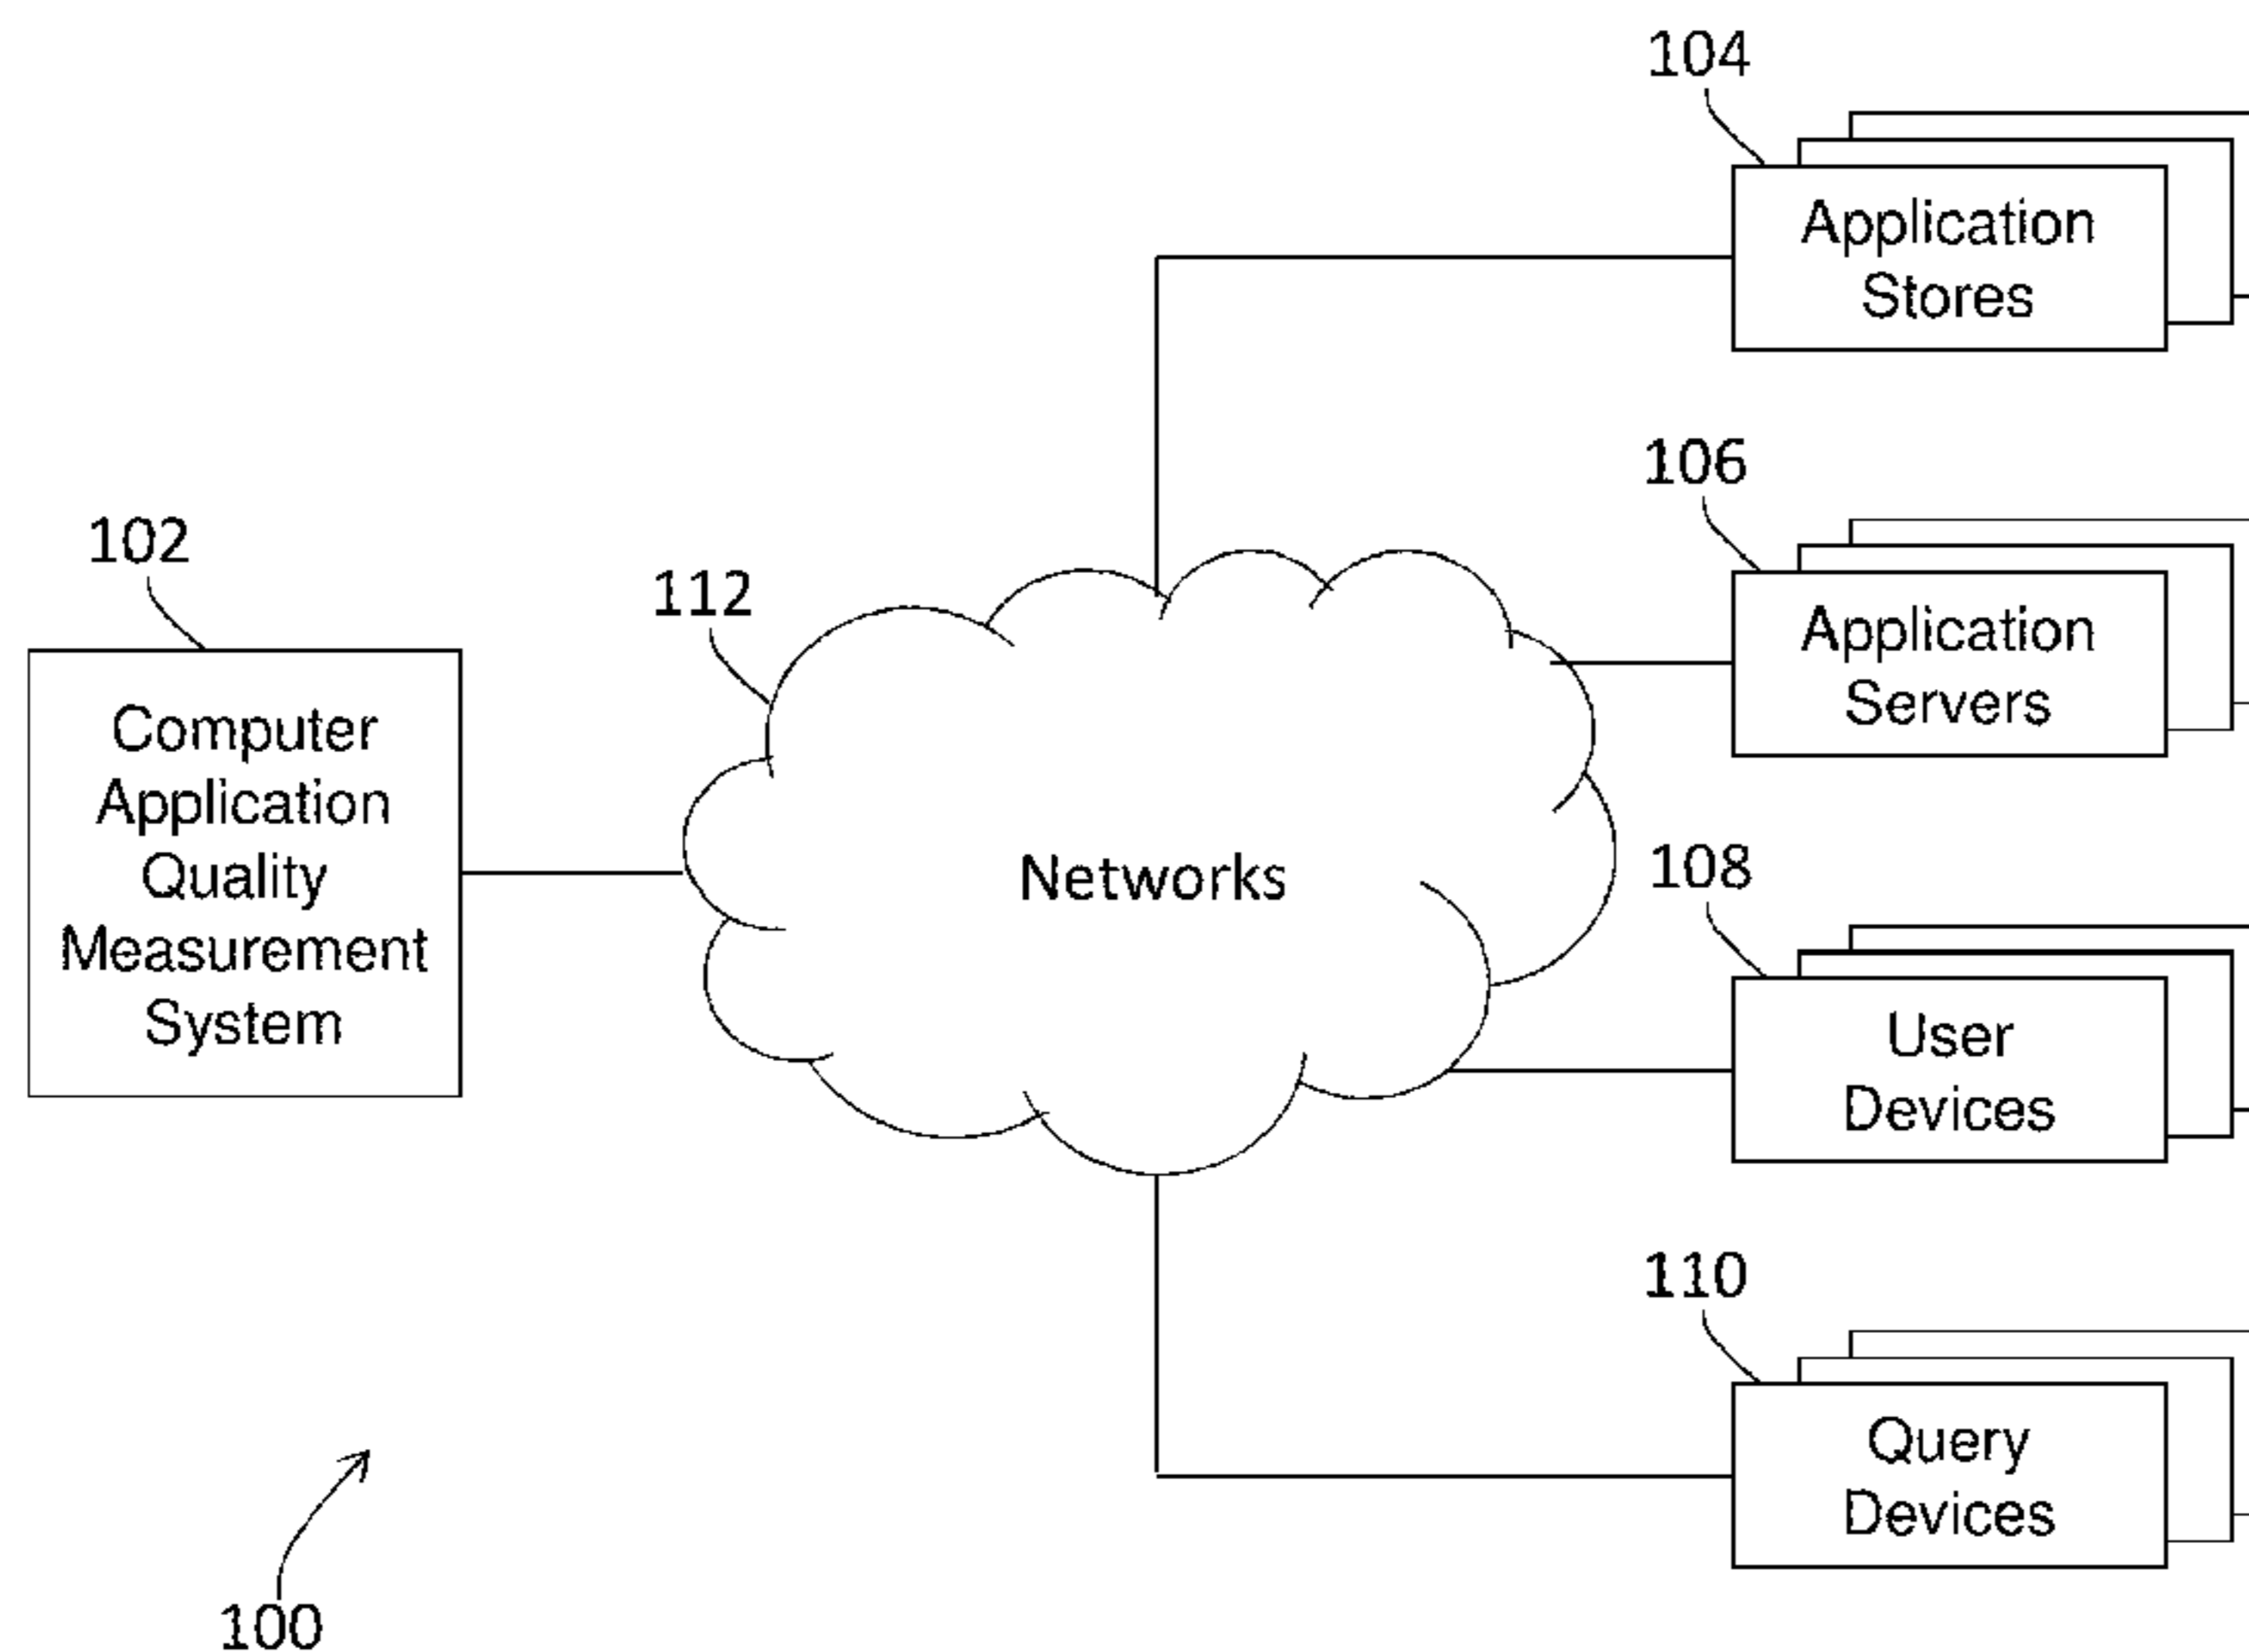 104
Application
Stores
106
Application
Servers
102
Computer
Application
Quality
Measurement
System
112
Networks
108
User
Devices
110
Query
Devices
100